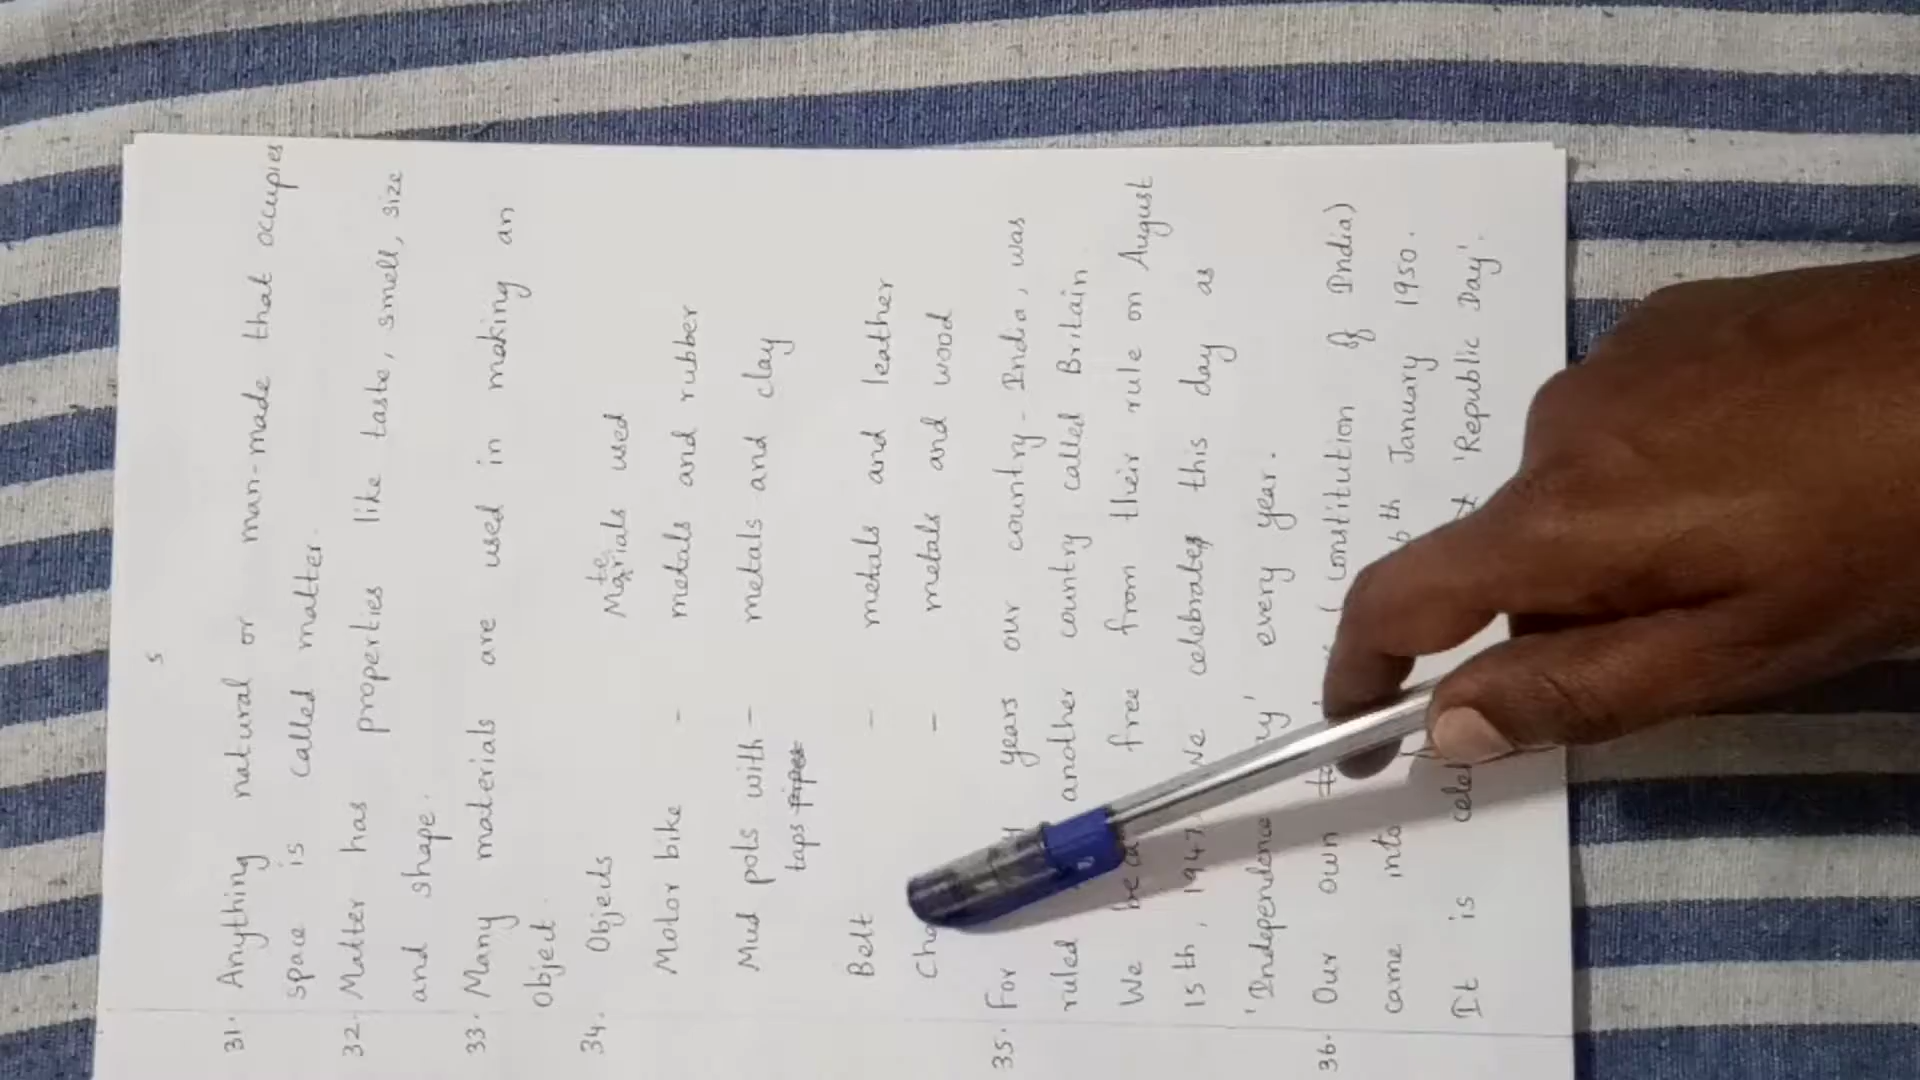 5
31. Anything natural or man-made that occupies
space is called matter.
32. Matter has properties like taste, smell, size
and shape.
33. Many materials are used in making an
object.
34. Objects Materials used
Motor bike - metals and rubber
Mud pots with - metals and clay
taps
Belt - metals and leather
- metals and wood
35. For years our country - India, was
ruled another country called Britain
We free from their rule on August
15th, 1947. We celebrate this day as
'Independence every year.
36. Our own (constitution of India)
came into January 1950.
It is 'Republic Day'.